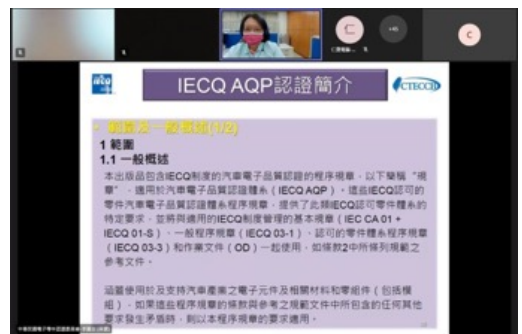 C
+45
IECQ AQP認證簡介
IECQ
CTECCB
範圍及一般概述(1/2)
1 範圍
1.1 一般概述
本出版品包含IECQ制度的汽車電子品質認證的程序規章，以下簡稱“規
章”，適用於汽車電子品質認證體系（IECQ AQP）。這些IECQ認可的
零件汽車電子品質認證體系程序規章，提供了此類IECQ認可零件體系的
特定要求，並將與適用的IECQ制度管理的基本規章（IEC CA 01 +
IECQ 01-S）、一般程序規章（IECQ 03-1）、認可的零件體系程序規章
（IECQ 03-3）和作業文件（OD）一起使用，如條款2中所條列規範之
參考文件。
涵蓋使用於及支持汽車產業之電子元件及相關材料和零組件（包括模
組），如果這些程序規章的條款與參考之規範文件中所包含的任何其他
要求發生矛盾時，則以本程序規章的要求適用。